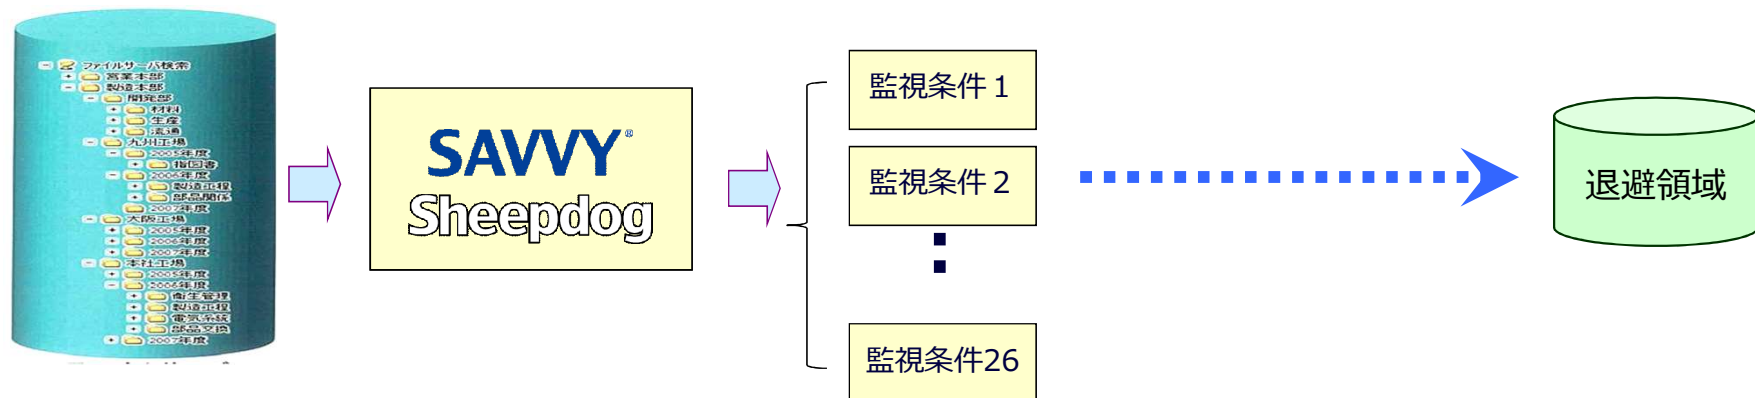 ファイルサーバ検索
営業本部
製造本部
開発部
材料
生産
流通
九州工場
2005年度
指図書
2006年度
製造工程
部品関係
2007年度
大阪工場
2005年度
2006年度
2007年度
本社工場
2005年度
2006年度
衛生管理
製造工程
電気系統
部品交換
2007年度
SAVVY®
Sheepdog
監視条件1
監視条件2
監視条件26
退避領域